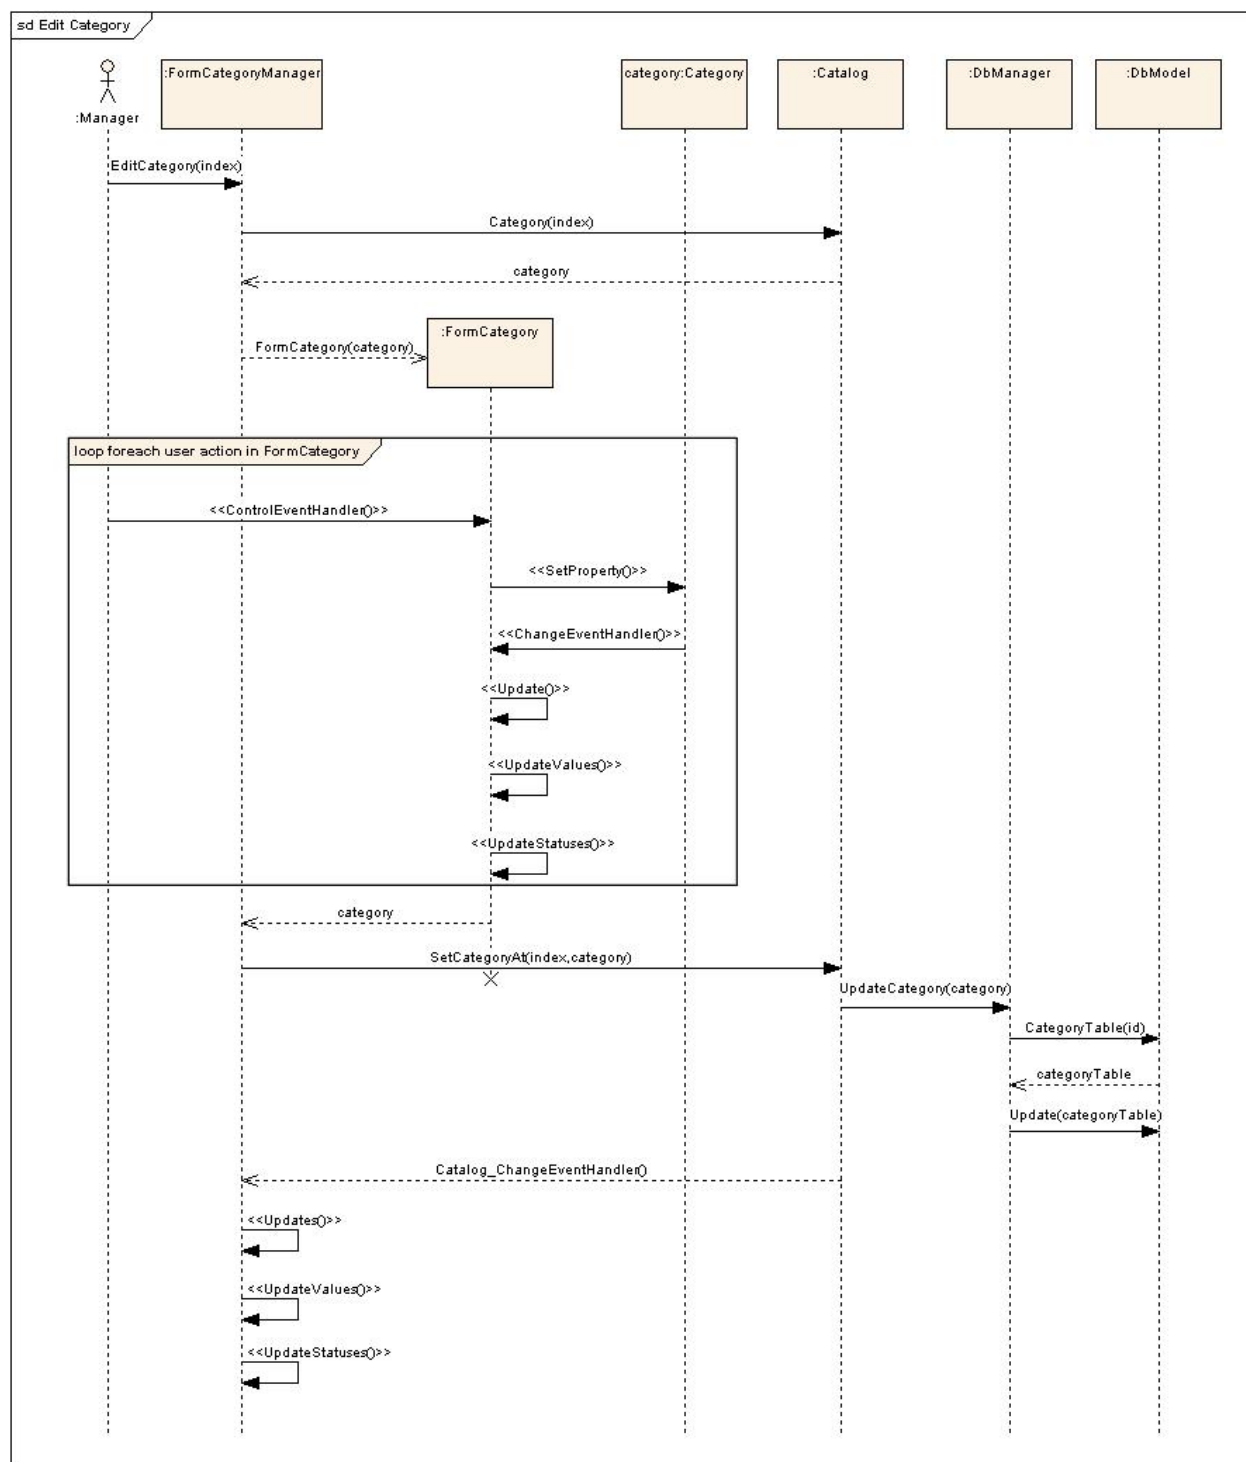 sd Edit Category
:Manager
:FormCategoryManager
category:Category
:Catalog
:DbManager
:DbModel
EditCategory(index)
Category(index)
category
:FormCategory
FormCategory(category)
loop foreach user action in FormCategory
<<ControlEventHandler()>>
<<SetProperty()>>
<<ChangeEventHandler()>>
<<Update()>>
<<UpdateValues()>>
<<UpdateStatuses()>>
category
SetCategoryAt(index,category)
UpdateCategory(category)
CategoryTable(id)
categoryTable
Update(categoryTable)
Catalog_ChangeEventHandler()
<<Updates()>>
<<UpdateValues()>>
<<UpdateStatuses()>>